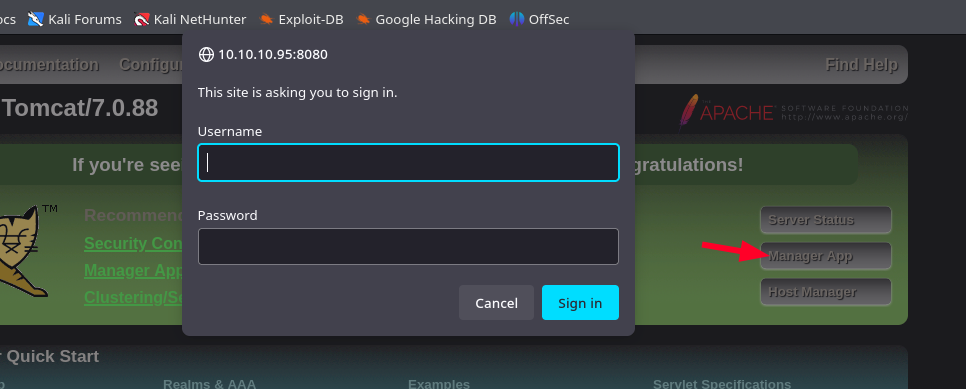 ocs Kali Forums Kali NetHunter Exploit-DB Google Hacking DB OffSec
10.10.10.95:8080
This site is asking you to sign in.
Username
Password
Cancel Sign in
ocumentation Configu Find Help
Tomcat/7.0.88
APACHE SOFTWARE FOUNDATION
http://www.apache.org/
If you're see gratulations!
TM
Recommen
Security Con
Manager App
Clustering/Se
Server Status
Manager App
Host Manager
r Quick Start
p Realms & AAA Examples Servlet Specifications